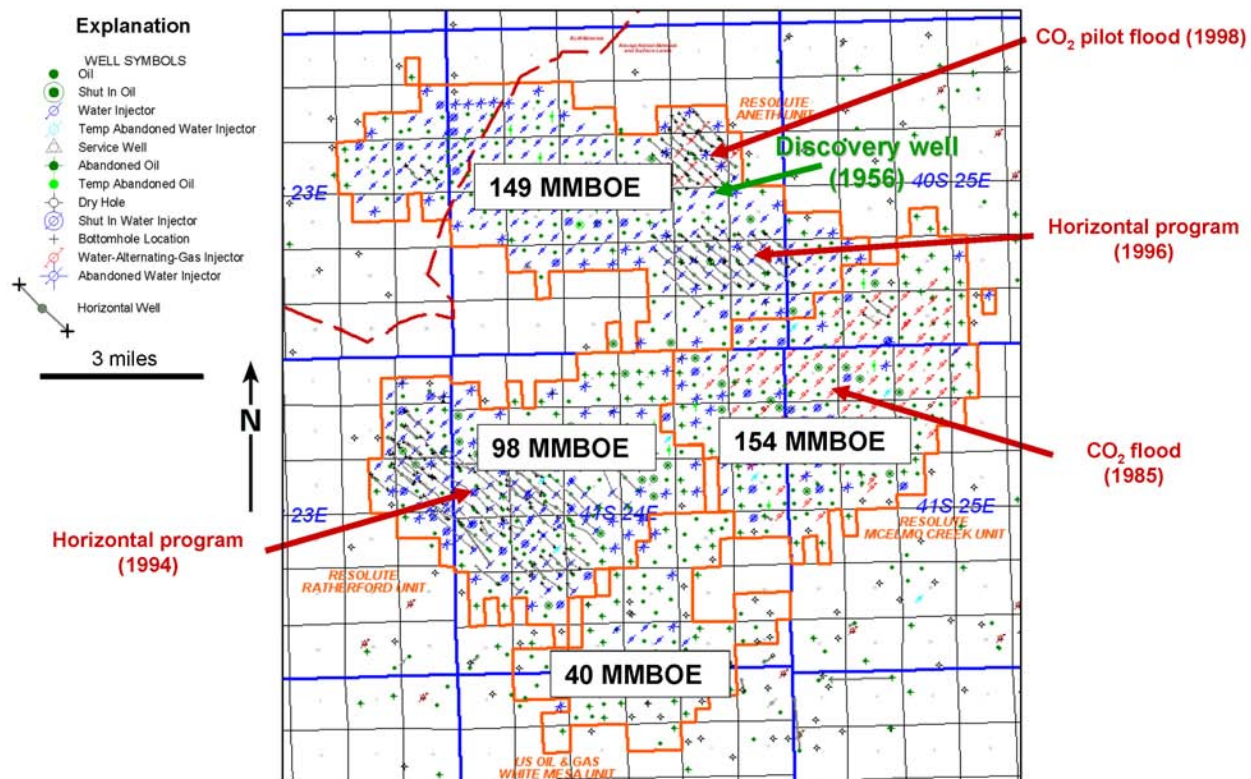 Explanation
WELL SYMBOLS
Oil
Shut In Oil
Water Injector
Temp Abandoned Water Injector
Service Well
Abandoned Oil
Temp Abandoned Oil
Dry Hole
Shut In Water Injector
Bottomhole Location
Water-Alternating-Gas Injector
Abandoned Water Injector
Horizontal Well
3 miles
N
CO₂ pilot flood (1998)
RESOLUTE
ANETH UNIT
Discovery well
(1956)
149 MMBOE
23E
40S 25E
Horizontal program
(1996)
98 MMBOE
154 MMBOE
CO₂ flood
(1985)
23E
41S 24E
41S 25E
RESOLUTE
MCELMO CREEK UNIT
Horizontal program
(1994)
RESOLUTE
RATHERFORD UNIT
40 MMBOE
US OIL & GAS
WHITE MESA UNIT